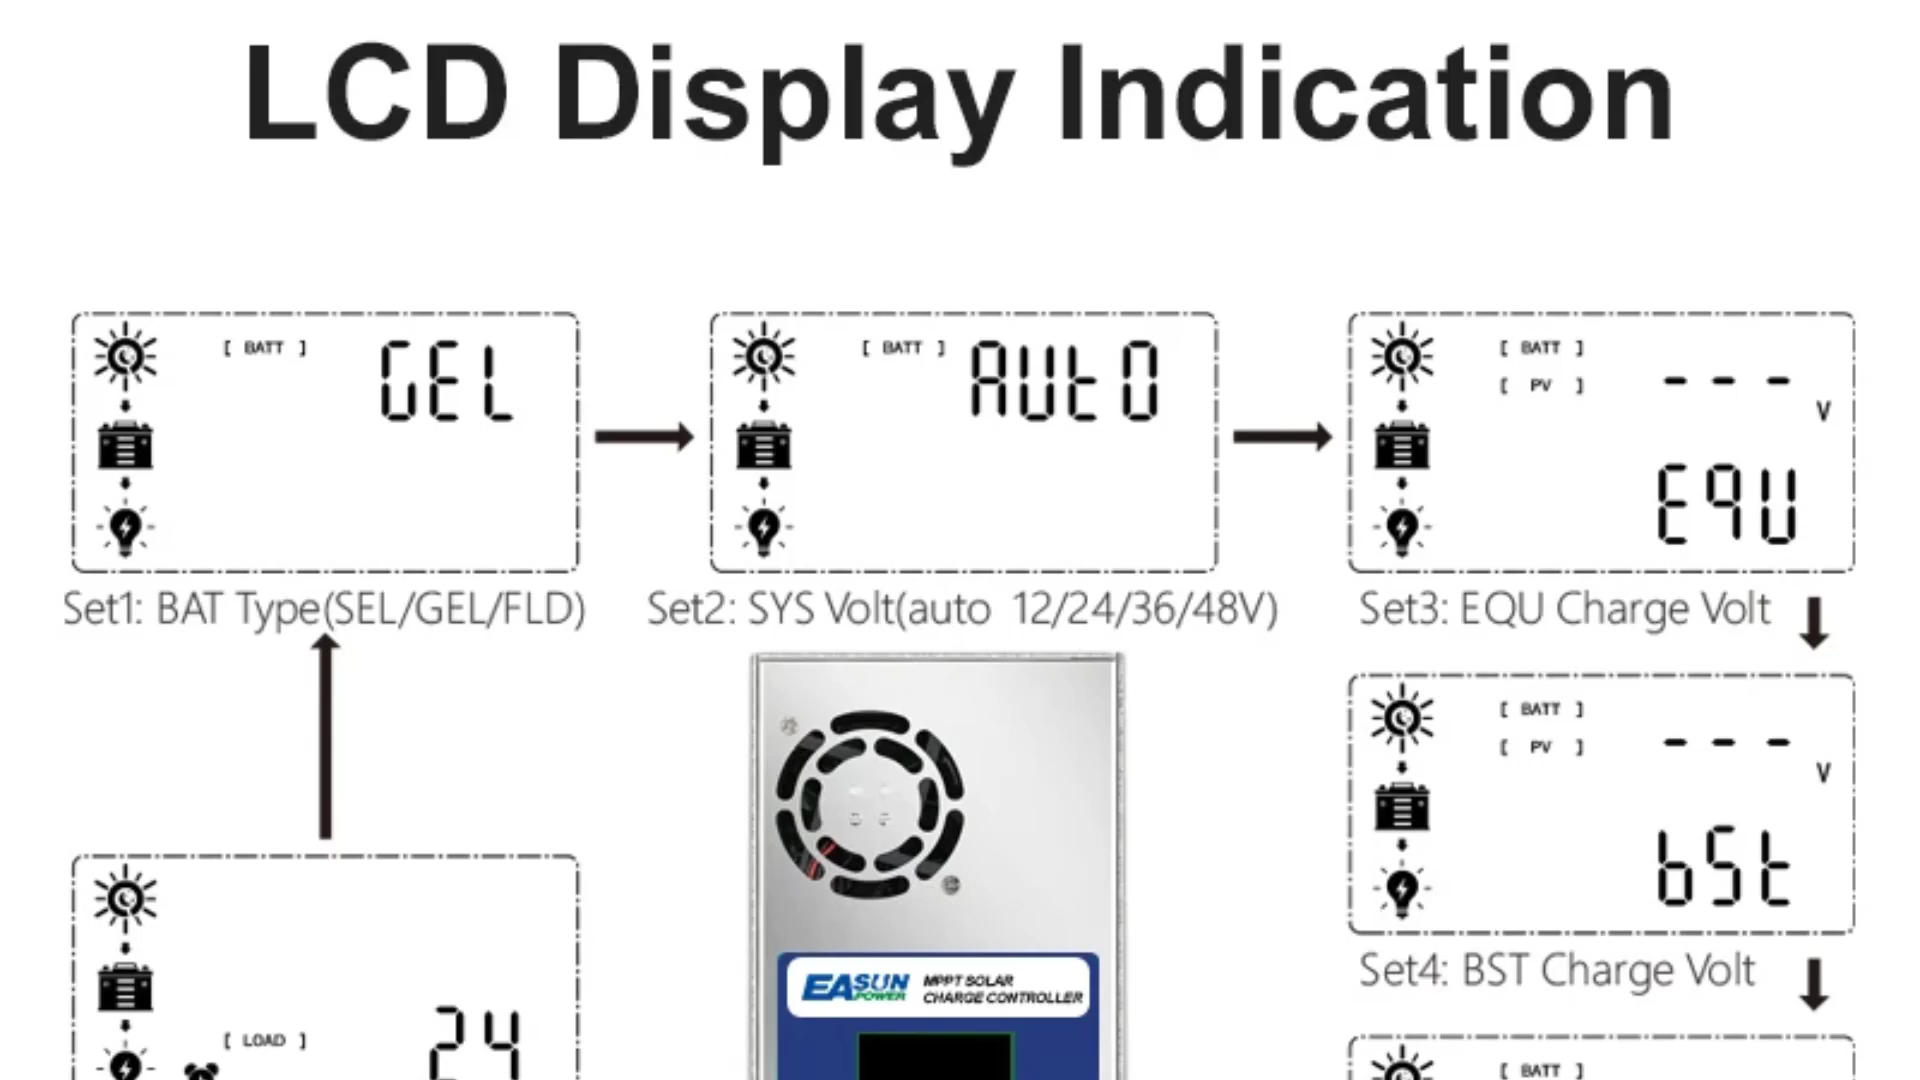 LCD Display Indication
[ BATT ] GEL
[ BATT ] AUtO
[ BATT ]
[ PV ] - - - V
EqU
Set1: BAT Type(SEL/GEL/FLD)
Set2: SYS Volt(auto 12/24/36/48V)
Set3: EQU Charge Volt
[ BATT ]
[ PV ] - - - V
bSt
Set4: BST Charge Volt
EASUN POWER
MPPT SOLAR
CHARGE CONTROLLER
[ LOAD ] 24
[ BATT ]